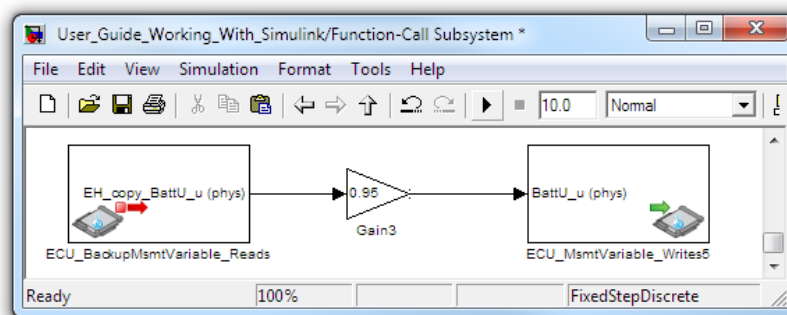 User_Guide_Working_With_Simulink/Function-Call Subsystem *
File Edit View Simulation Format Tools Help
10.0 Normal
EH_copy_BattU_u (phys)
0.95
BattU_u (phys)
Gain3
ECU_BackupMsmtVariable_Reads
ECU_MsmtVariable_Writes5
Ready 100% FixedStepDiscrete